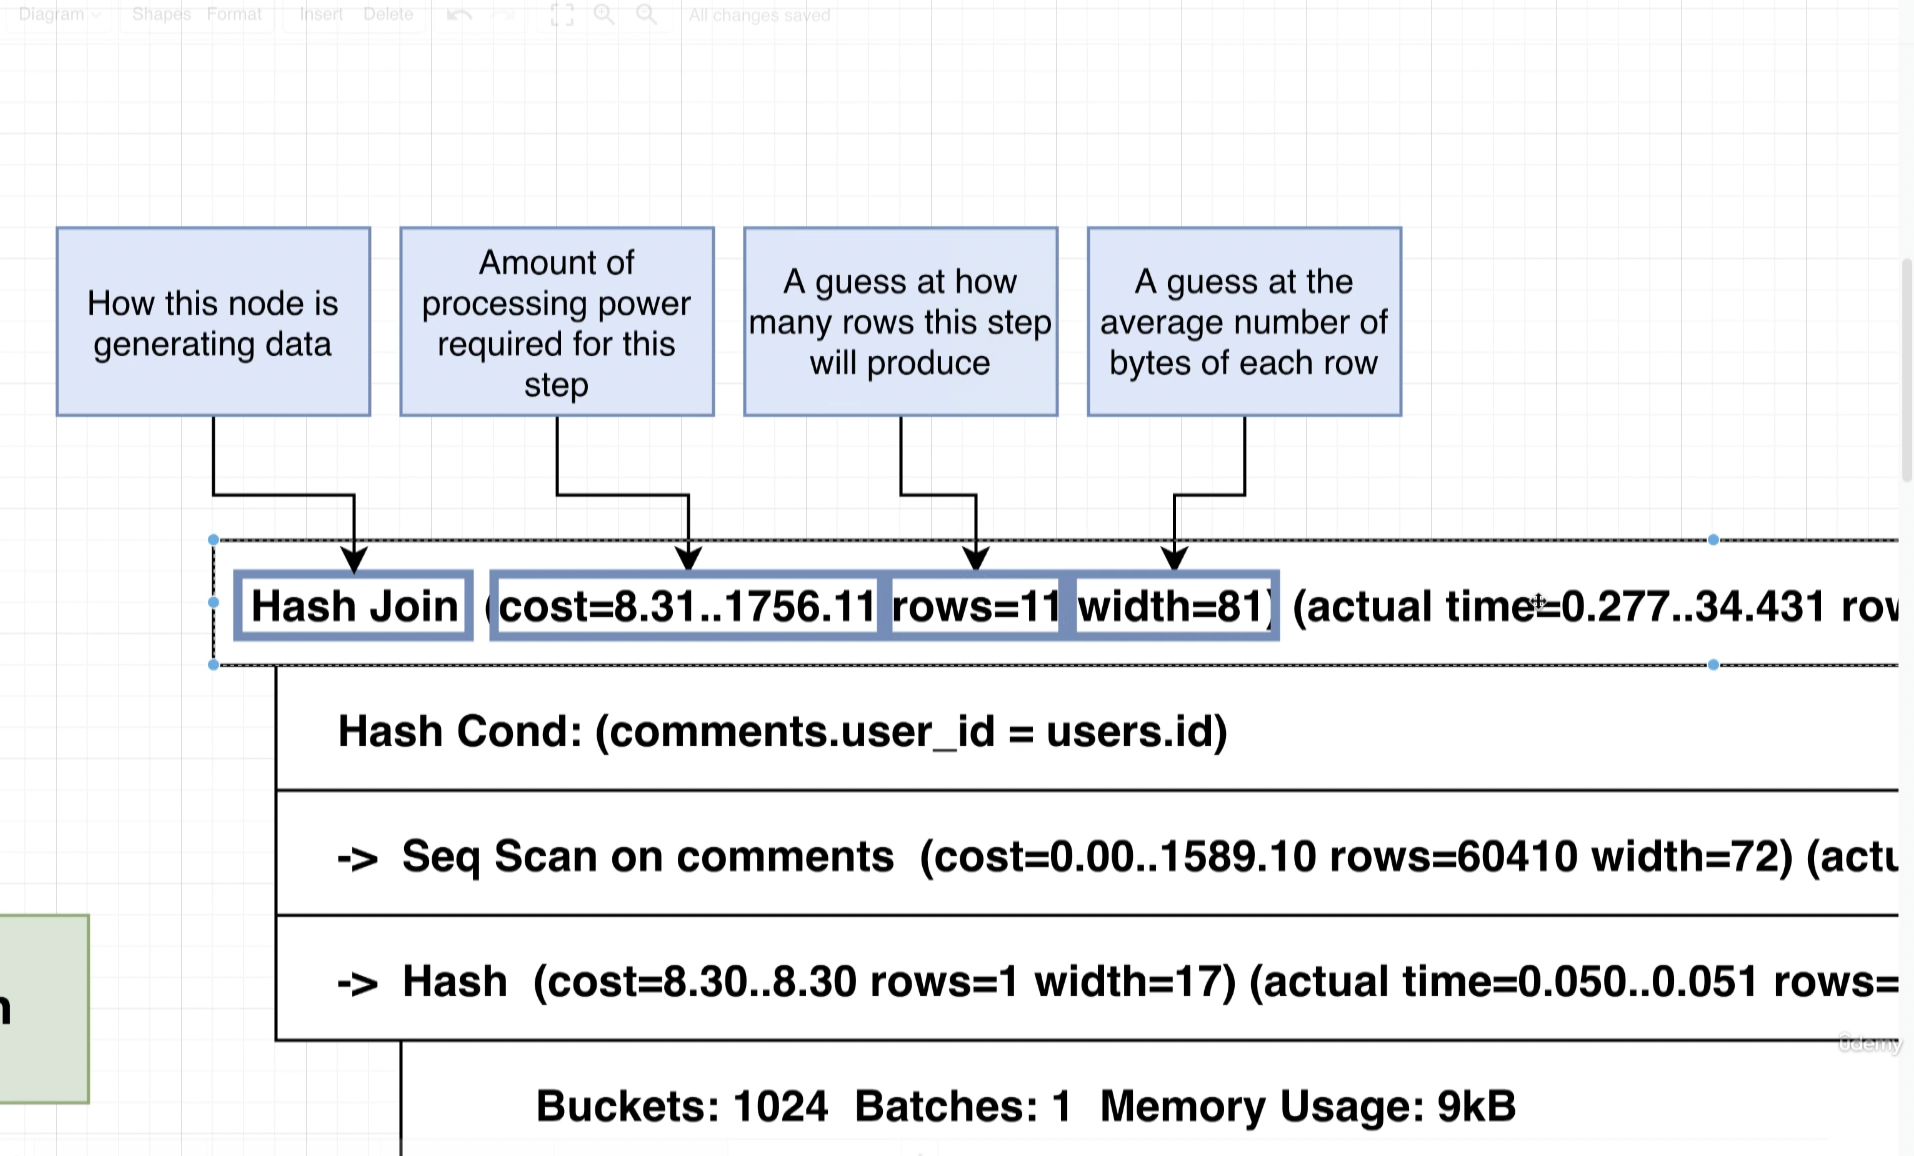 Diagram Shapes Format Insert Delete All changes saved
How this node is
generating data
Amount of
processing power
required for this
step
A guess at how
many rows this step
will produce
A guess at the
average number of
bytes of each row
Hash Join (cost=8.31..1756.11 rows=11 width=81) (actual time=0.277..34.431
Hash Cond: (comments.user_id = users.id)
-> Seq Scan on comments (cost=0.00..1589.10 rows=60410 width=72)
-> Hash (cost=8.30..8.30 rows=1 width=17) (actual time=0.050..0.051 rows=
Buckets: 1024 Batches: 1 Memory Usage: 9kB
ûdemy